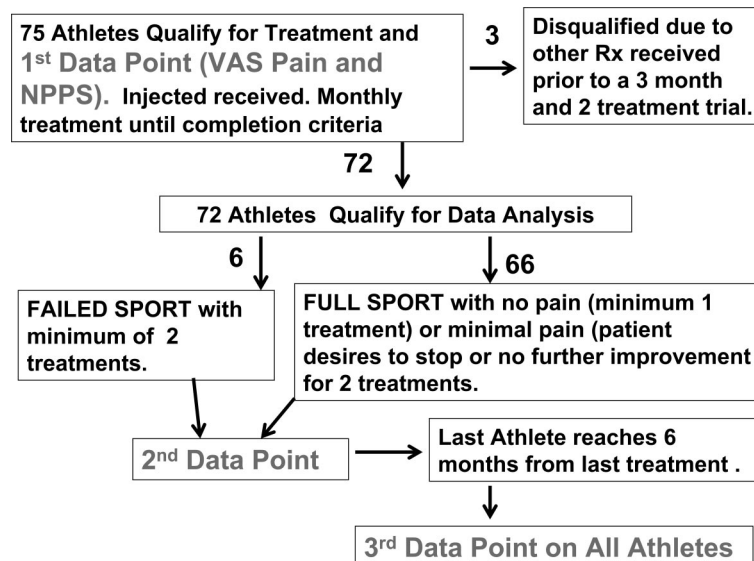 75 Athletes Qualify for Treatment and
1st Data Point (VAS Pain and
NPPS). Injected received. Monthly
treatment until completion criteria
3
Disqualified due to
other Rx received
prior to a 3 month
and 2 treatment trial.
72
72 Athletes Qualify for Data Analysis
6
66
FAILED SPORT with
minimum of 2
treatments.
FULL SPORT with no pain (minimum 1
treatment) or minimal pain (patient
desires to stop or no further improvement
for 2 treatments.
2nd Data Point
Last Athlete reaches 6
months from last treatment .
3rd Data Point on All Athletes